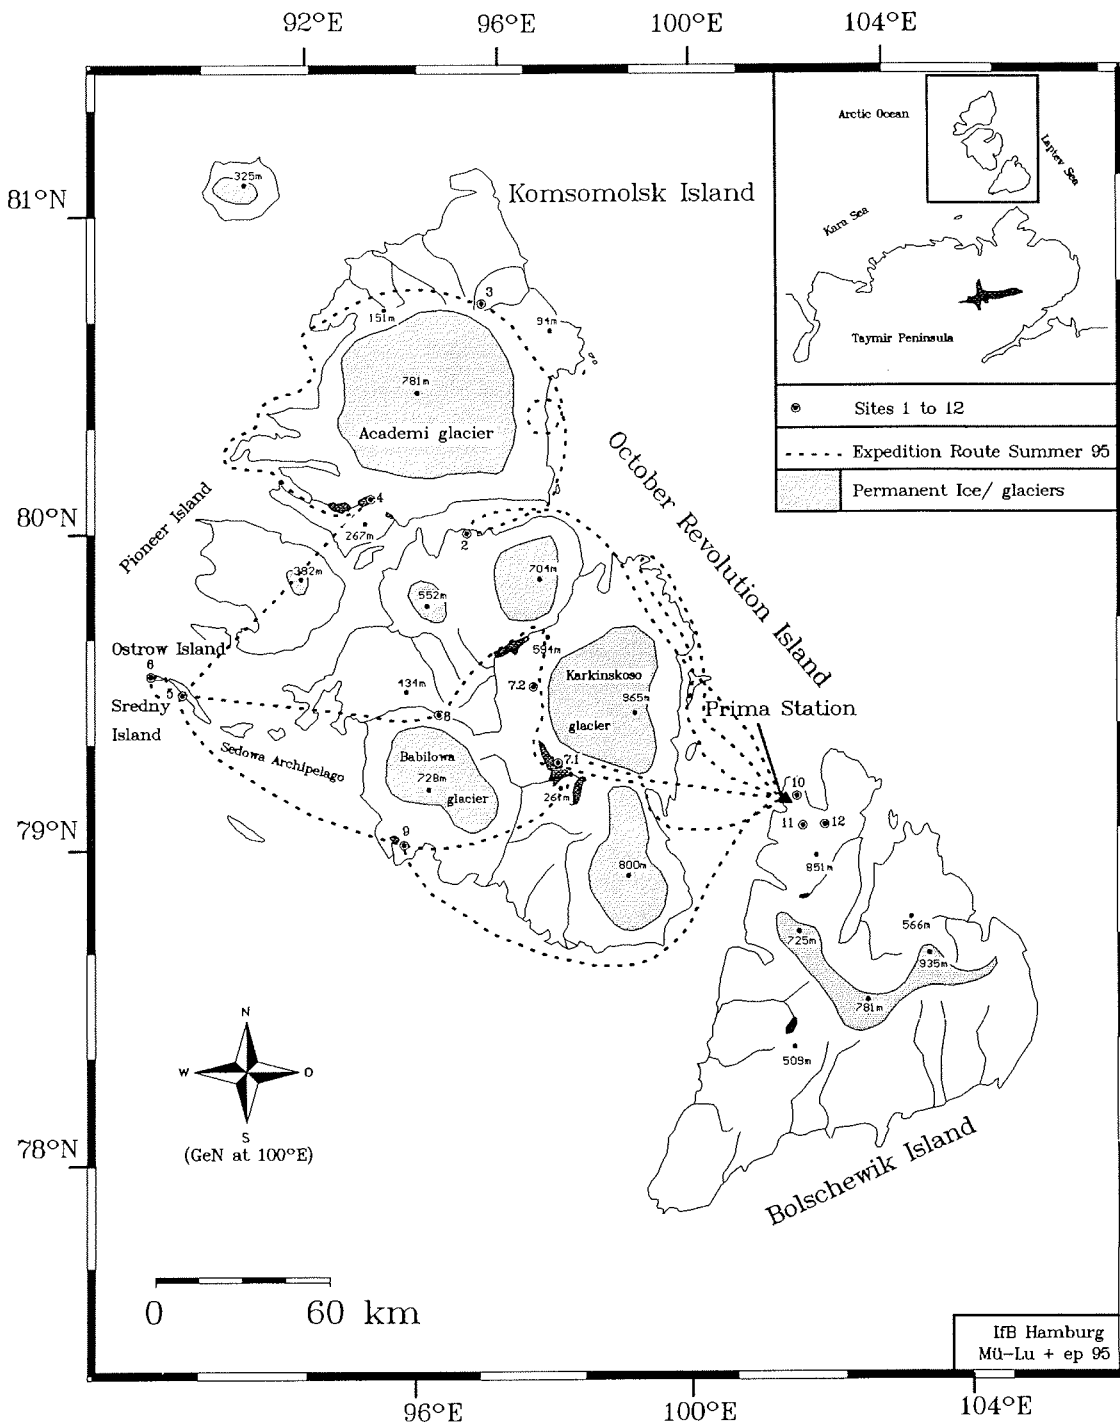 92°E 96°E 100°E 104°E
81°N
80°N
79°N
78°N
96°E 100°E 104°E
325m
Komsomolsk Island
3
151m
94m
781m
Academi glacier
4
267m
2
Pioneer Island
382m
October Revolution Island
704m
552m
594m
Ostrow Island
6
5
Sredny
Island
434m
7.2
8
Karkinskoso
965m
glacier
Prima Station
Sedowa Archipelago
Babilowa
728m
glacier
7.1
261m
9
800m
10
11
12
851m
566m
725m
935m
781m
509m
Bolschewik Island
Arctic Ocean
Laptev Sea
Kara Sea
Taymir Peninsula
Sites 1 to 12
Expedition Route Summer 95
Permanent Ice/ glaciers
N
W O
S
(GeN at 100°E)
0 60 km
IfB Hamburg
Mü-Lu + ep 95